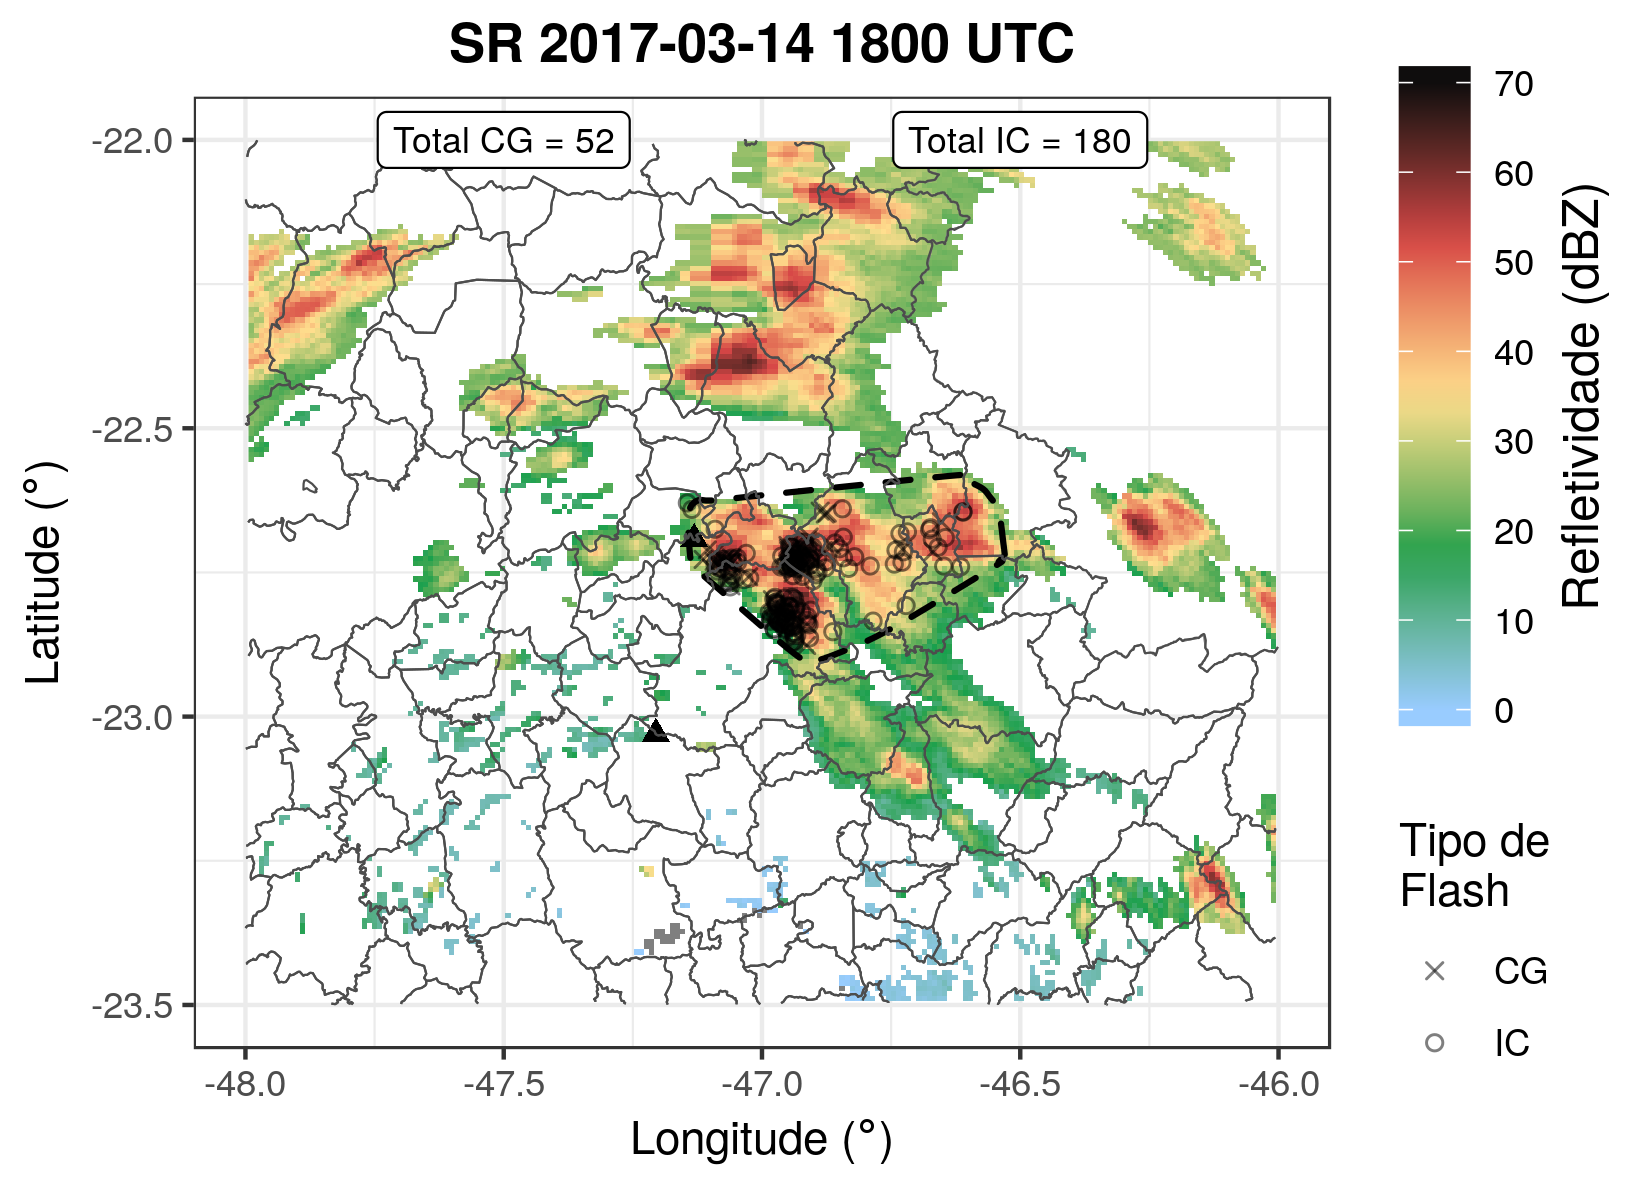 SR 2017-03-14 1800 UTC
Total CG = 52
Total IC = 180
-22.0
-22.5
-23.0
-23.5
Latitude (°)
-48.0
-47.5
-47.0
-46.5
-46.0
Longitude (°)
70
60
50
40
30
20
10
0
Refletividade (dBZ)
Tipo de
Flash
CG
IC